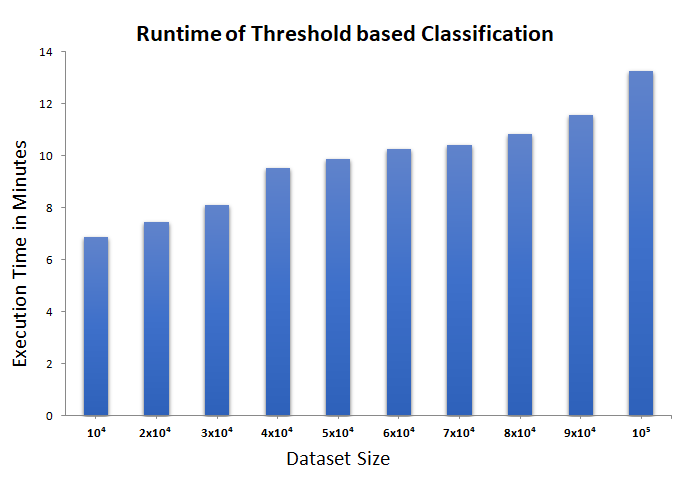 Runtime of Threshold based Classification
Execution Time in Minutes
14
12
10
8
6
4
2
0
10⁴ 2x10⁴ 3x10⁴ 4x10⁴ 5x10⁴ 6x10⁴ 7x10⁴ 8x10⁴ 9x10⁴ 10⁵
Dataset Size